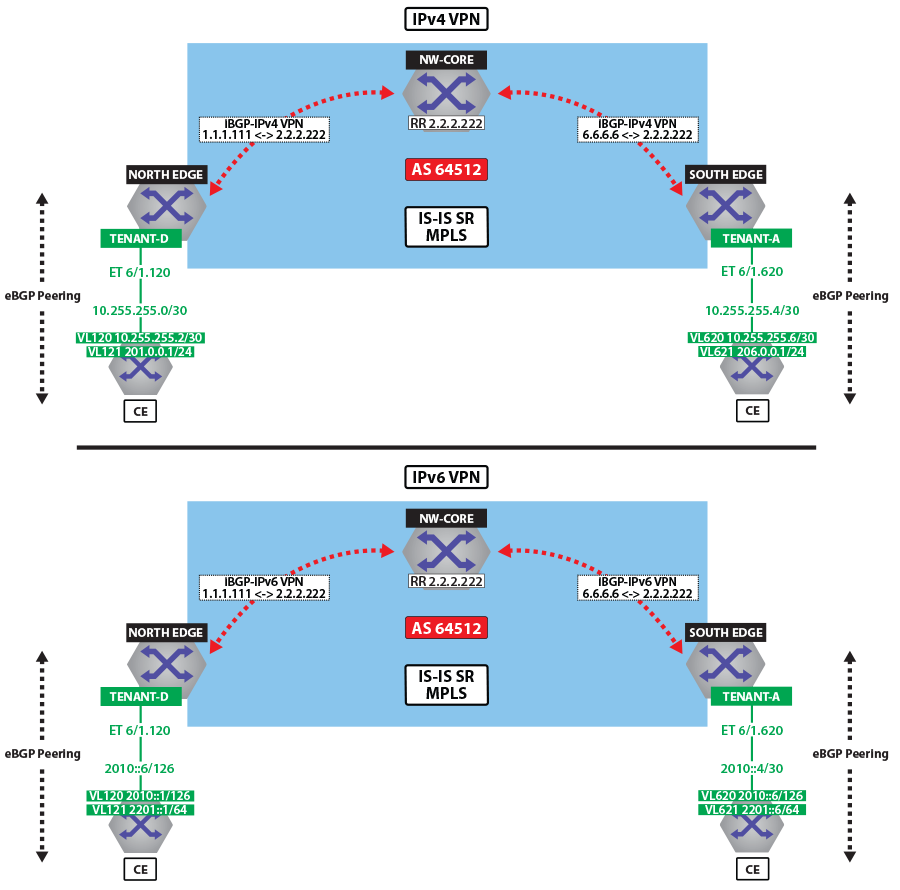 IPv4 VPN
NW-CORE
RR 2.2.2.222
IBGP-IPv4 VPN
1.1.1.111 <-> 2.2.2.222
IBGP-IPv4 VPN
6.6.6.6 <-> 2.2.2.222
AS 64512
IS-IS SR
MPLS
NORTH EDGE
SOUTH EDGE
TENANT-D
TENANT-A
ET 6/1.120
ET 6/1.620
eBGP Peering
eBGP Peering
10.255.255.0/30
10.255.255.4/30
VL120 10.255.255.2/30
VL121 201.0.0.1/24
VL620 10.255.255.6/30
VL621 206.0.0.1/24
CE
CE
IPv6 VPN
NW-CORE
RR 2.2.2.222
IBGP-IPv6 VPN
1.1.1.111 <-> 2.2.2.222
IBGP-IPv6 VPN
6.6.6.6 <-> 2.2.2.222
AS 64512
IS-IS SR
MPLS
NORTH EDGE
SOUTH EDGE
TENANT-D
TENANT-A
ET 6/1.120
ET 6/1.620
eBGP Peering
eBGP Peering
2010::6/126
2010::4/30
VL120 2010::1/126
VL121 2201::1/64
VL620 2010::6/126
VL621 2201::6/64
CE
CE